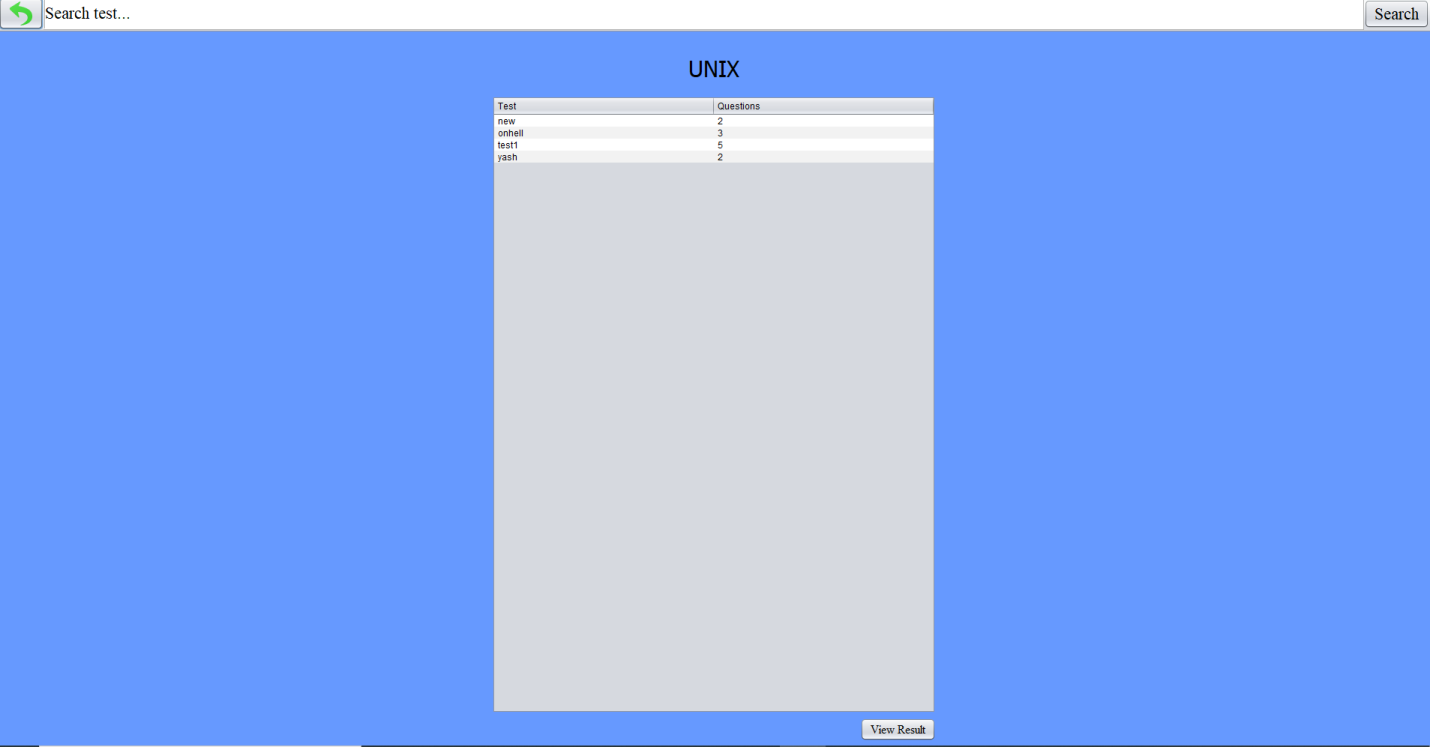 Search test... Search
UNIX
Test Questions
new 2
onhell 3
test1 5
yash 2
View Result